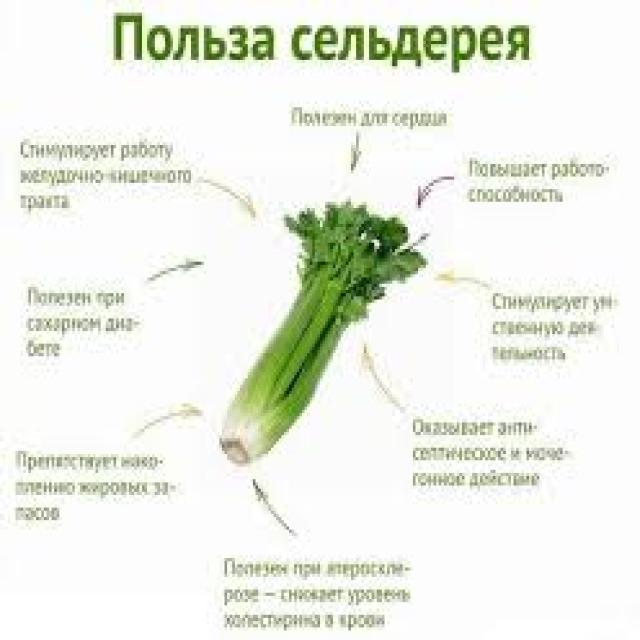 Польза сельдерея
Полезен для сердца
Стимулирует работу
желудочно-кишечного
тракта
Повышает работо-
способность
Полезен при
сахарном диа-
бете
Стимулирует ум-
ственную дея-
тельность
Оказывает анти-
септическое и моче-
гонное действие
Препятствует нако-
плению жировых за-
пасов
Полезен при атероскле-
розе – снижает уровень
холестирина в крови